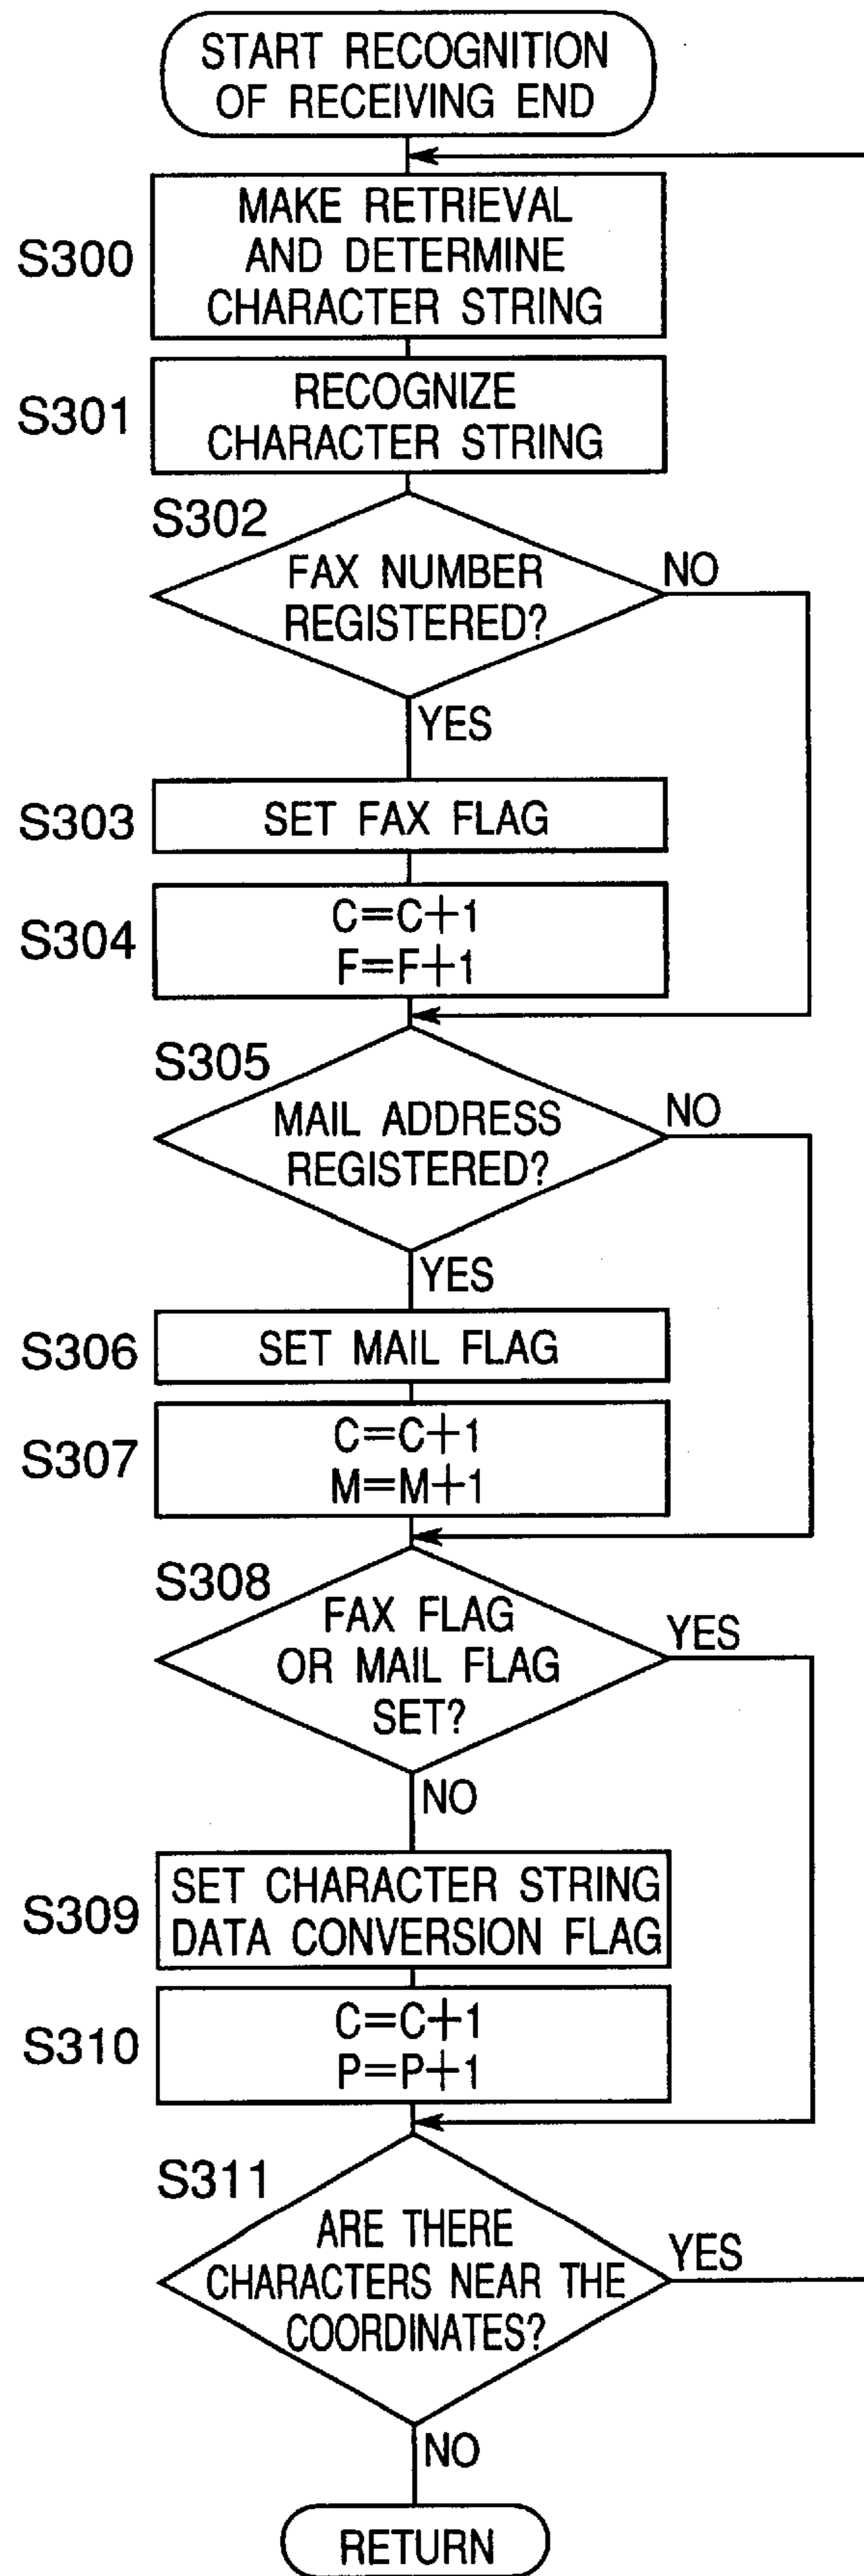 START RECOGNITION
OF RECEIVING END
MAKE RETRIEVAL
AND DETERMINE
CHARACTER STRING
S300
RECOGNIZE
CHARACTER STRING
S301
S302
FAX NUMBER
REGISTERED?
NO
YES
SET FAX FLAG
S303
C=C+1
F=F+1
S304
S305
MAIL ADDRESS
REGISTERED?
NO
YES
SET MAIL FLAG
S306
C=C+1
M=M+1
S307
S308
FAX FLAG
OR MAIL FLAG
SET?
YES
NO
SET CHARACTER STRING
DATA CONVERSION FLAG
S309
C=C+1
P=P+1
S310
S311
ARE THERE
CHARACTERS NEAR THE
COORDINATES?
YES
NO
RETURN